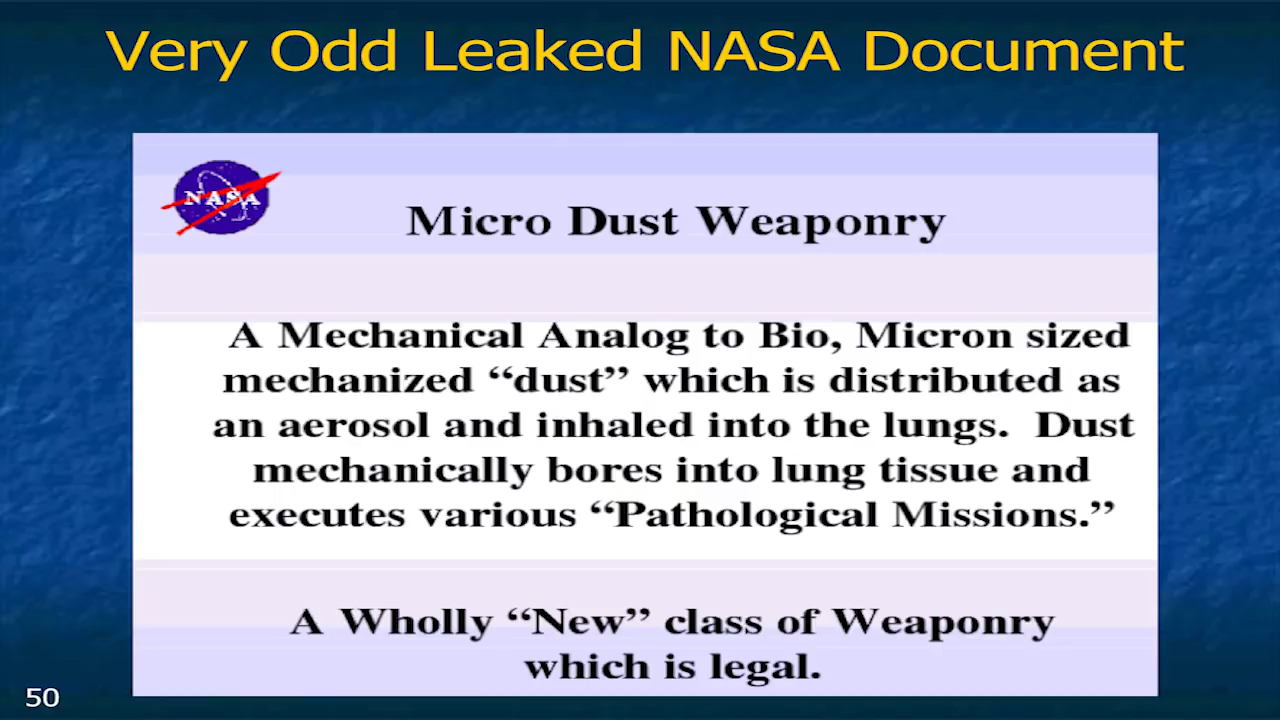 Very Odd Leaked NASA Document
NASA
Micro Dust Weaponry
A Mechanical Analog to Bio, Micron sized
mechanized “dust” which is distributed as
an aerosol and inhaled into the lungs. Dust
mechanically bores into lung tissue and
executes various “Pathological Missions.”
A Wholly “New” class of Weaponry
which is legal.
50